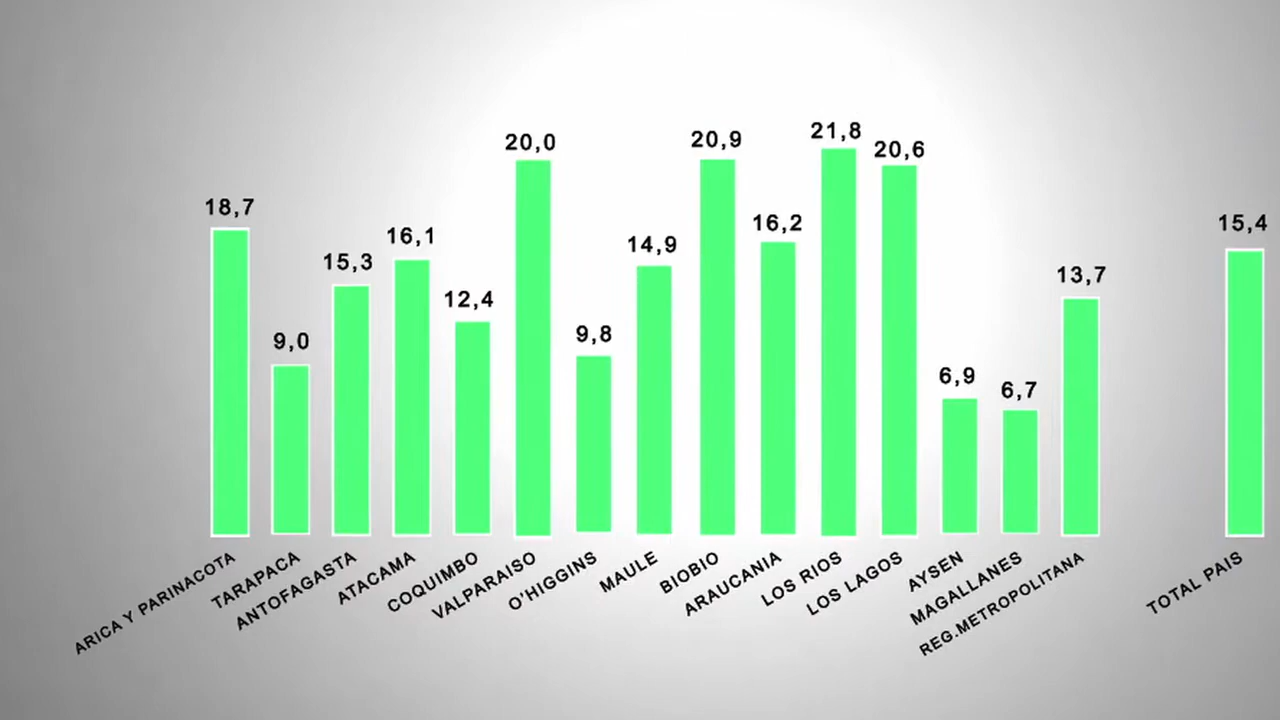 18,7
9,0
15,3
16,1
12,4
20,0
9,8
14,9
20,9
16,2
21,8
20,6
6,9
6,7
13,7
15,4
ARICA Y PARINACOTA
TARAPACA
ANTOFAGASTA
ATACAMA
COQUIMBO
VALPARAISO
O'HIGGINS
MAULE
BIOBIO
ARAUCANIA
LOS RIOS
LOS LAGOS
AYSEN
MAGALLANES
REG.METROPOLITANA
TOTAL PAIS